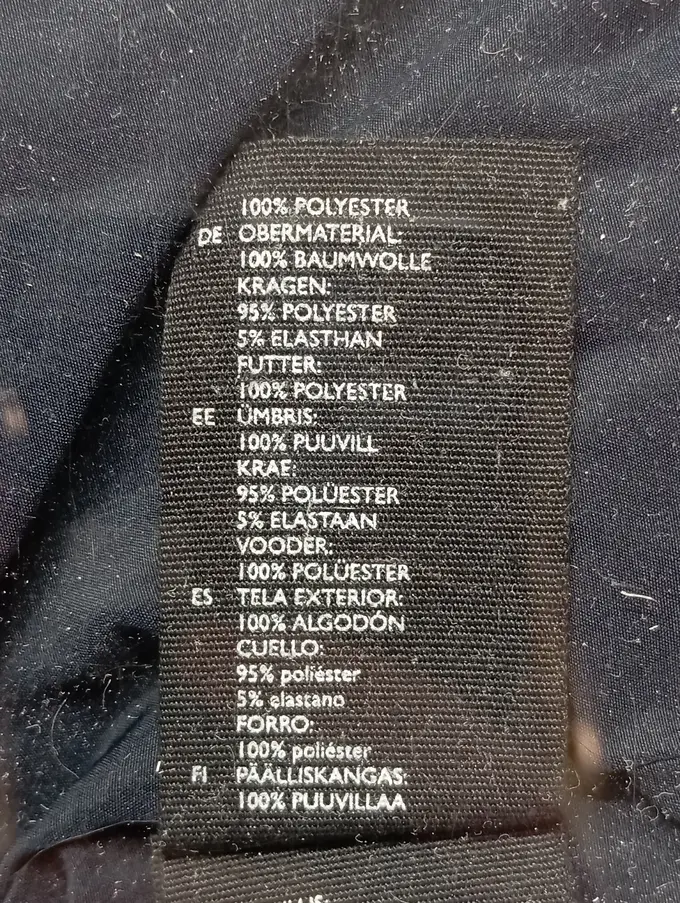 100% POLYESTER
DE OBERMATERIAL:
100% BAUMWOLLE
KRAGEN:
95% POLYESTER
5% ELASTHAN
FUTTER:
100% POLYESTER
EE ÜMBRIS:
100% PUUVILL
KRAE:
95% POLÜESTER
5% ELASTAAN
VOODER:
100% POLÜESTER
ES TELA EXTERIOR:
100% ALGODÓN
CUELLO:
95% poliéster
5% elastano
FORRO:
100% poliéster
FI PÄÄLLISKANGAS:
100% PUUVILLAA